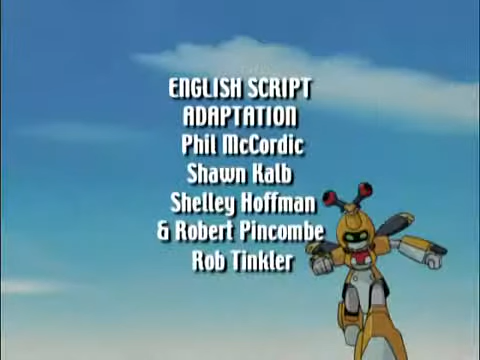 ENGLISH SCRIPT
ADAPTATION
Phil McCordic
Shawn Kalb
Shelley Hoffman
& Robert Pincombe
Rob Tinkler